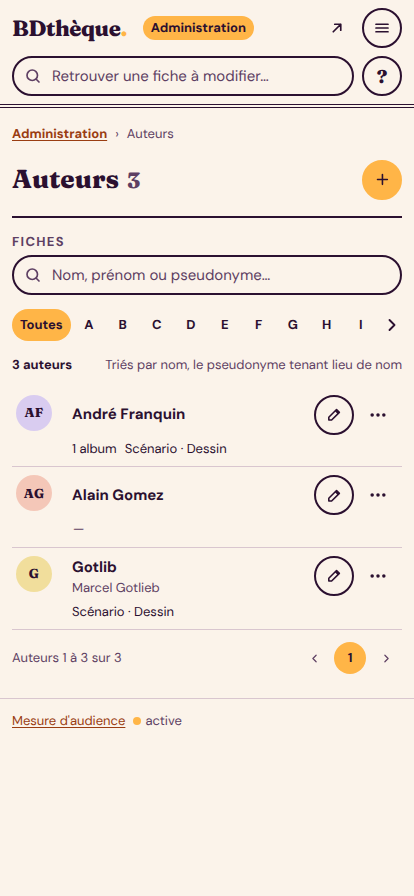 BDthèque. Administration
Retrouver une fiche à modifier... ?
Administration › Auteurs
Auteurs 3 +
FICHES
Nom, prénom ou pseudonyme...
Toutes A B C D E F G H I
3 auteurs Triés par nom, le pseudonyme tenant lieu de nom
AF André Franquin
1 album Scénario · Dessin
AG Alain Gomez
—
G Gotlib
Marcel Gotlieb
Scénario · Dessin
Auteurs 1 à 3 sur 3 ‹ 1 ›
Mesure d'audience active